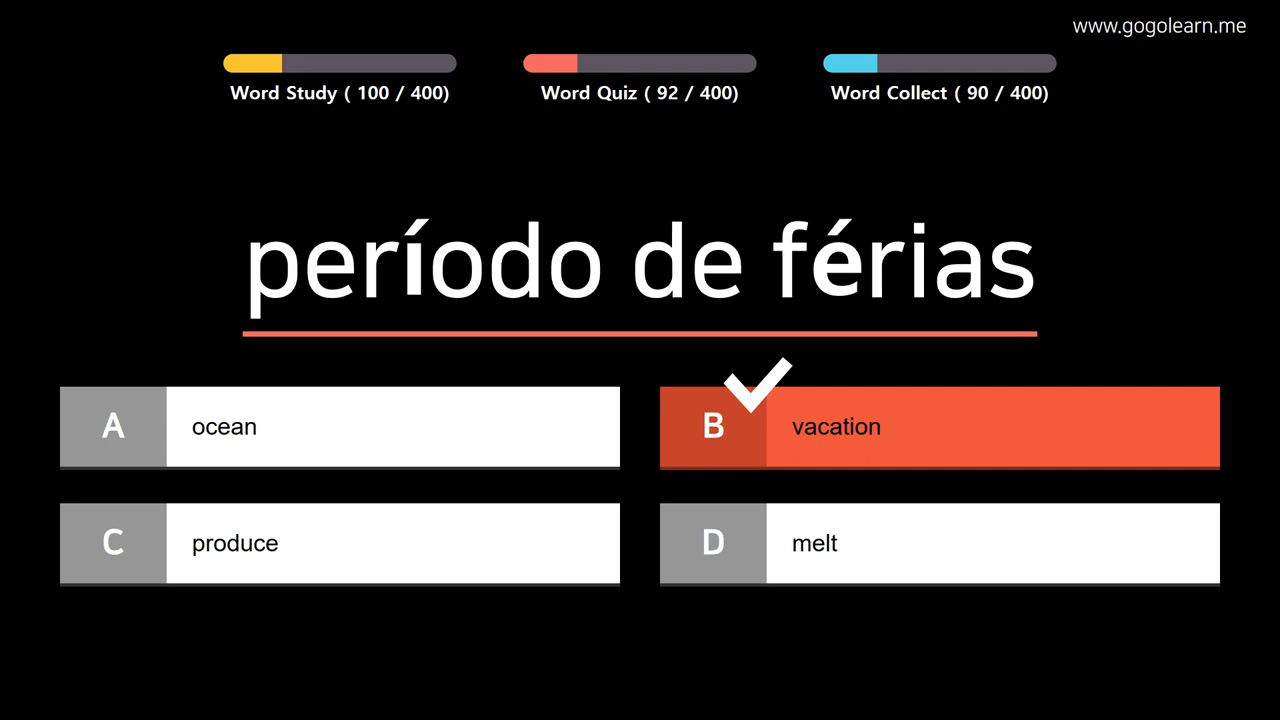 www.gogolearn.me
Word Study ( 100 / 400)
Word Quiz ( 92 / 400)
Word Collect ( 90 / 400)
período de férias
A ocean
B vacation
C produce
D melt